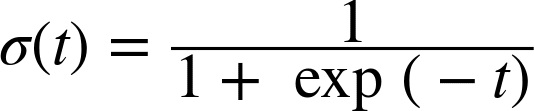 σ(t) = 1 / (1 + exp (− t))